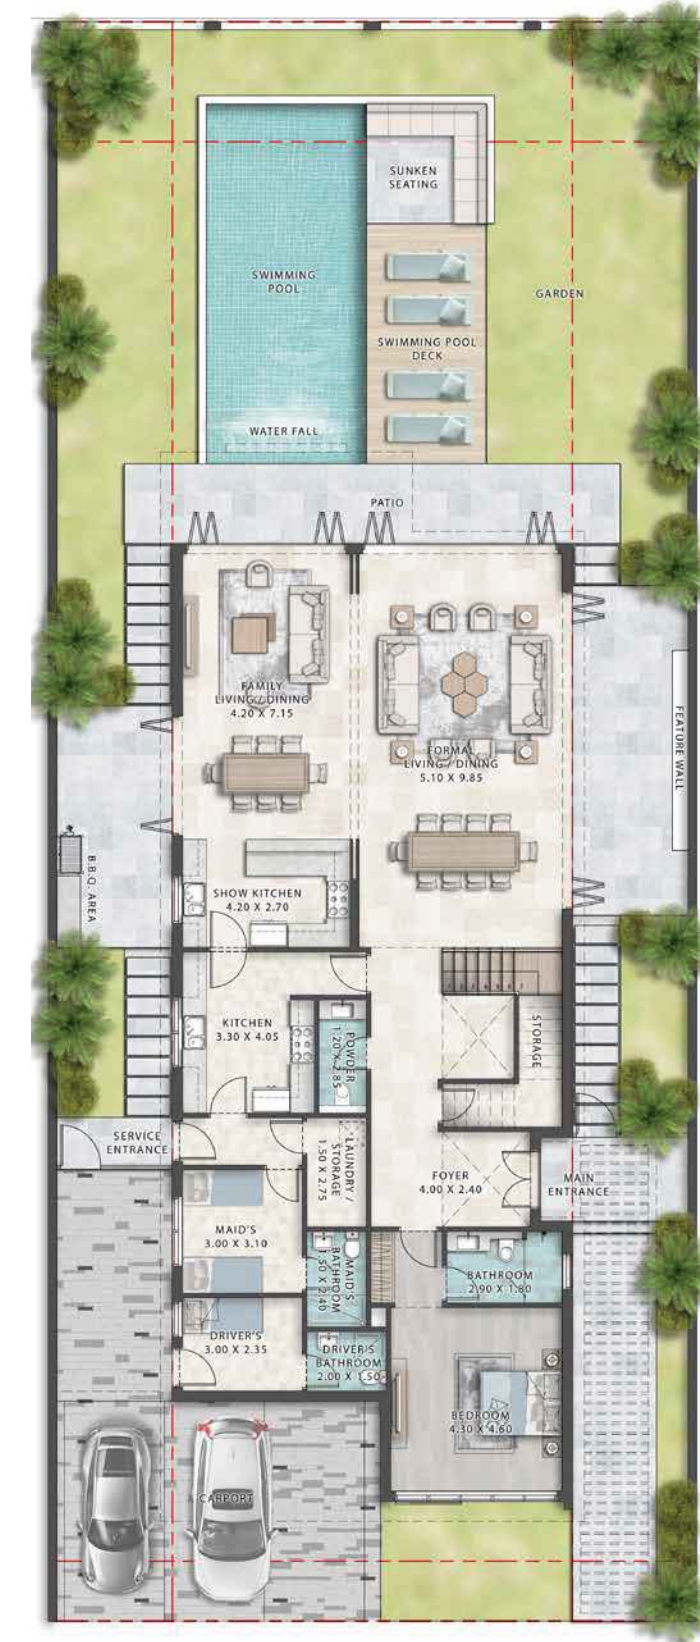 SUNKEN
SEATING
SWIMMING
POOL
GARDEN
SWIMMING POOL
DECK
WATER FALL
PATIO
FAMILY
LIVING / DINING
4.20 X 7.15
FORMAL
LIVING / DINING
5.10 X 9.85
FEATURE WALL
B.B.Q. AREA
SHOW KITCHEN
4.20 X 2.70
KITCHEN
3.30 X 4.05
POWDER
1.20 X 2.85
STORAGE
SERVICE
ENTRANCE
LAUNDRY /
STORAGE
1.50 X 2.75
FOYER
4.00 X 2.40
MAIN
ENTRANCE
MAID'S
3.00 X 3.10
MAID'S
BATHROOM
1.50 X 2.40
BATHROOM
2.90 X 1.80
DRIVER'S
3.00 X 2.35
DRIVER'S
BATHROOM
2.00 X 1.50
BEDROOM
4.30 X 4.60
CARPORT